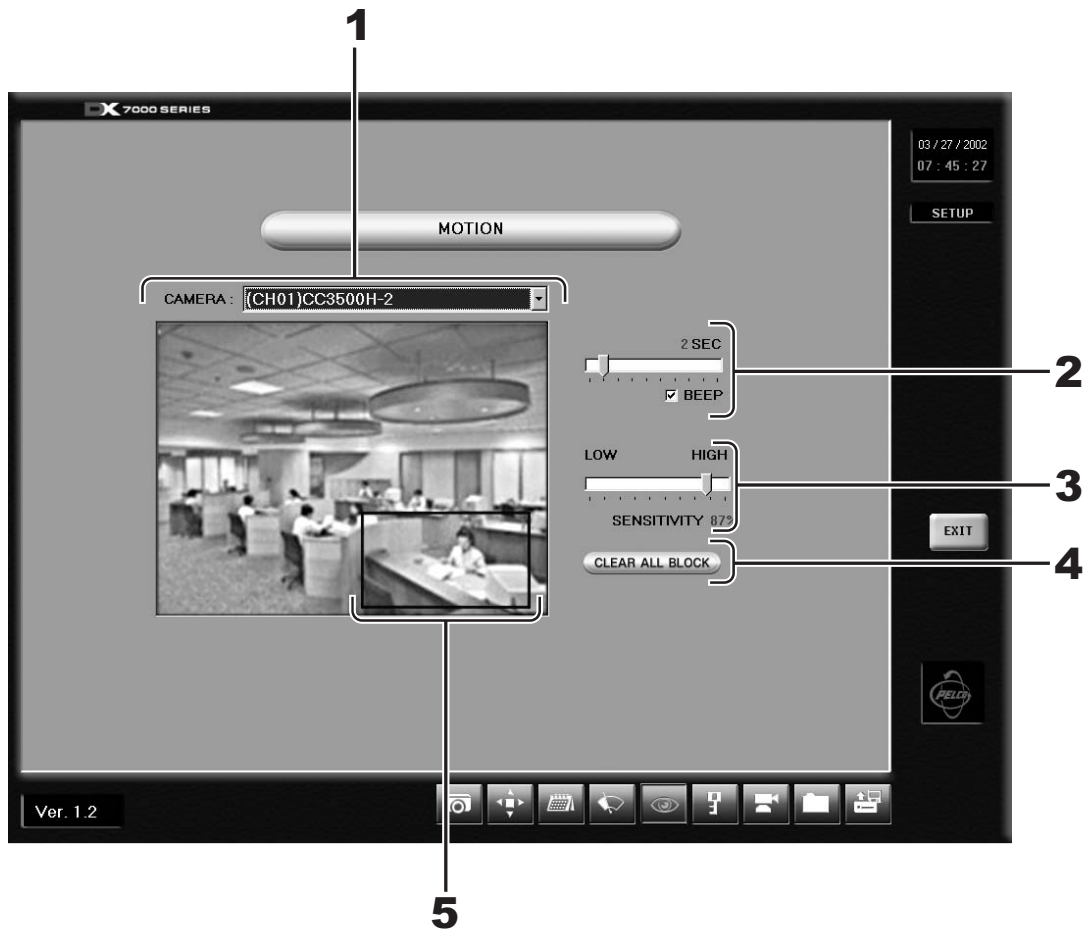 1
DX 7000 SERIES
03 / 27 / 2002
07 : 45 : 27
SETUP
MOTION
CAMERA : (CH01)CC3500H-2
2 SEC
2
BEEP
LOW HIGH
3
SENSITIVITY 87%
EXIT
CLEAR ALL BLOCK
4
PELCO
Ver. 1.2
5